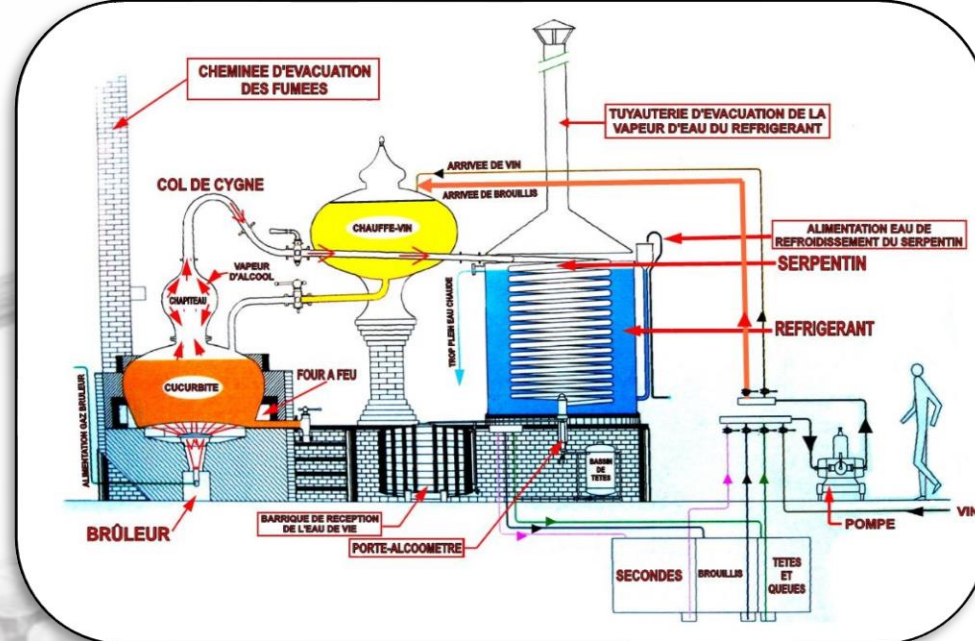 CHEMINEE D'EVACUATION
DES FUMEES
TUYAUTERIE D'EVACUATION DE LA
VAPEUR D'EAU DU REFRIGERANT
ARRIVÉE DE VIN
ARRIVÉE DE BROUILLIS
COL DE CYGNE
CHAUFFE-VIN
ALIMENTATION EAU DE
REFROIDISSEMENT DU SERPENTIN
SERPENTIN
VAPEUR
D'ALCOOL
CHAPITEAU
TROP PLEIN EAU CHAUDE
REFRIGERANT
FOUR A FEU
CUCURBITE
ALIMENTATION GAZ BRULEUR
BASSIN
DE
TETES
BRÛLEUR
BARRIQUE DE RECEPTION
DE L'EAU DE VIE
PORTE-ALCOOMETRE
POMPE
VIN
SECONDES
BROUILLIS
TETES
ET
QUEUES